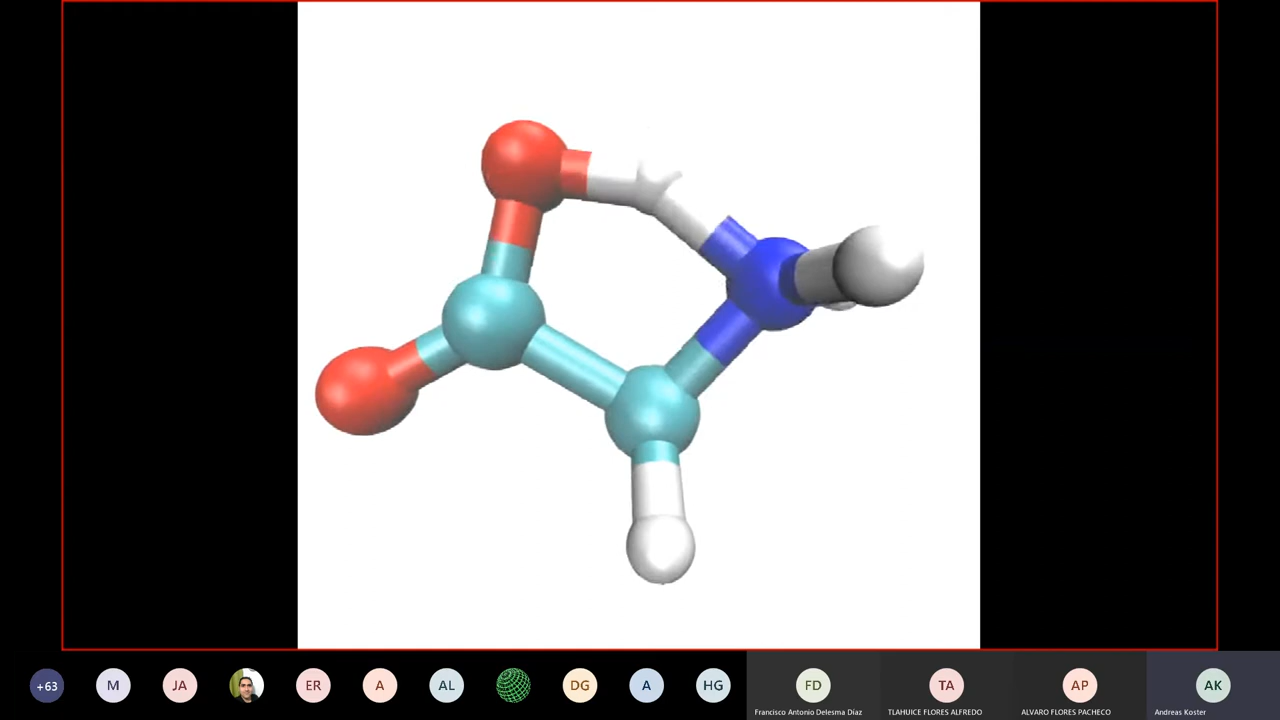 +63
M
JA
ER
A
AL
DG
A
HG
FD
TA
AP
AK
Francisco Antonio Delesma Díaz
TLAHUICE FLORES ALFREDO
ALVARO FLORES PACHECO
Andreas Koster